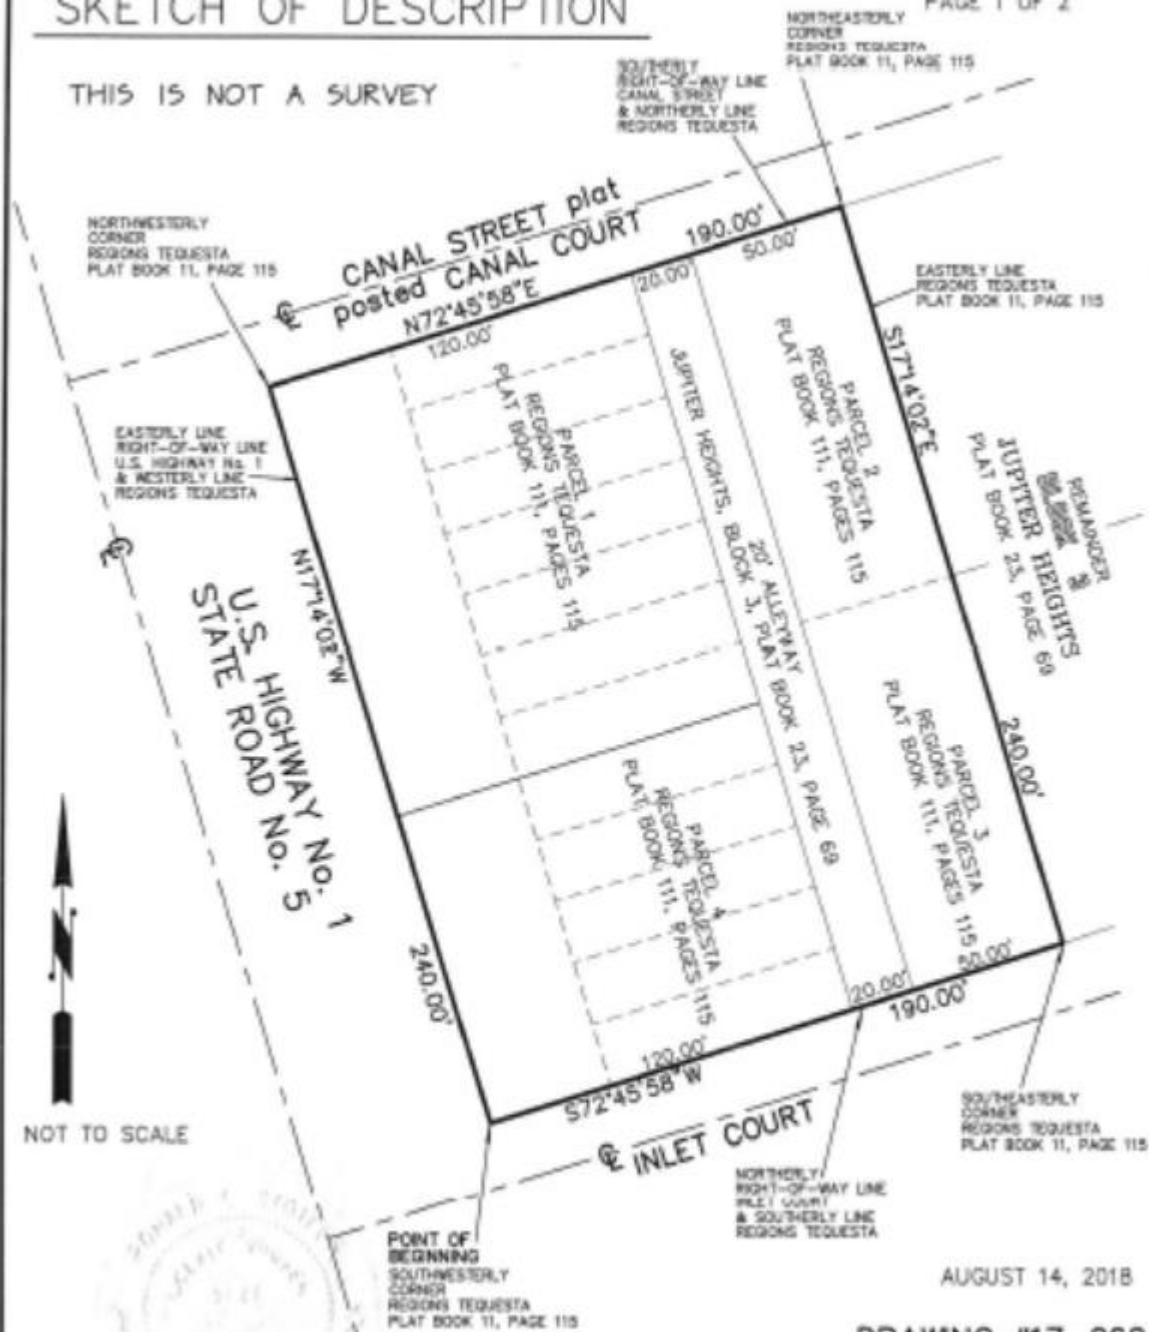 SKETCH OF DESCRIPTION
PAGE 1 OF 2
THIS IS NOT A SURVEY
NORTHEASTERLY
CORNER
REGIONS TEQUESTA
PLAT BOOK 11, PAGE 115
SOUTHERLY
RIGHT-OF-WAY LINE
CANAL STREET
& NORTHERLY LINE
REGIONS TEQUESTA
NORTHWESTERLY
CORNER
REGIONS TEQUESTA
PLAT BOOK 11, PAGE 115
CANAL STREET plat
posted CANAL COURT
190.00'
50.00'
20.00'
N72°45'58"E
120.00'
EASTERLY LINE
REGIONS TEQUESTA
PLAT BOOK 11, PAGE 115
S17°14'02"E
EASTERLY LINE
RIGHT-OF-WAY LINE
U.S. HIGHWAY No. 1
& WESTERLY LINE
REGIONS TEQUESTA
PARCEL 1
REGIONS TEQUESTA
PLAT BOOK 111, PAGES 115
JUPITER HEIGHTS, BLOCK 3, PLAT BOOK 23, PAGE 69
20' ALLEYWAY
PARCEL 2
REGIONS TEQUESTA
PLAT BOOK 111, PAGES 115
REMAINDER
JUPITER HEIGHTS
PLAT BOOK 23, PAGE 69
N17°14'02"W
U.S. HIGHWAY No. 1
STATE ROAD No. 5
240.00'
PARCEL 3
REGIONS TEQUESTA
PLAT BOOK 111, PAGES 115
240.00'
PARCEL 4
REGIONS TEQUESTA
PLAT BOOK 111, PAGES 115
50.00'
20.00'
190.00'
120.00'
S72°45'58"W
INLET COURT
NOT TO SCALE
N
SOUTHEASTERLY
CORNER
REGIONS TEQUESTA
PLAT BOOK 11, PAGE 115
NORTHERLY
RIGHT-OF-WAY LINE
INLET COURT
& SOUTHERLY LINE
REGIONS TEQUESTA
POINT OF
BEGINNING
SOUTHWESTERLY
CORNER
REGIONS TEQUESTA
PLAT BOOK 11, PAGE 115
AUGUST 14, 2018
DRAWING #17